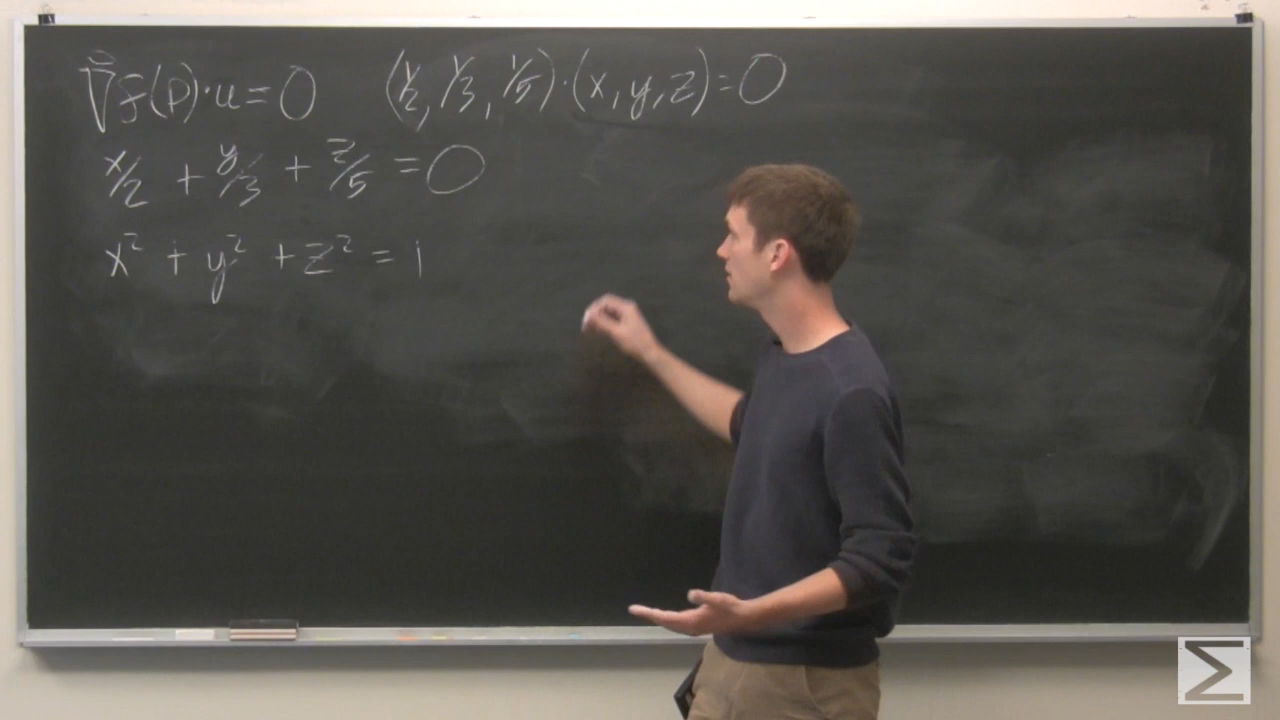 ∇⃗f(p)·u=0 (1/2, 1/3, 1/5)·(x,y,z)=0
x/2 + y/3 + z/5 = 0
x² + y² + z² = 1
Σ